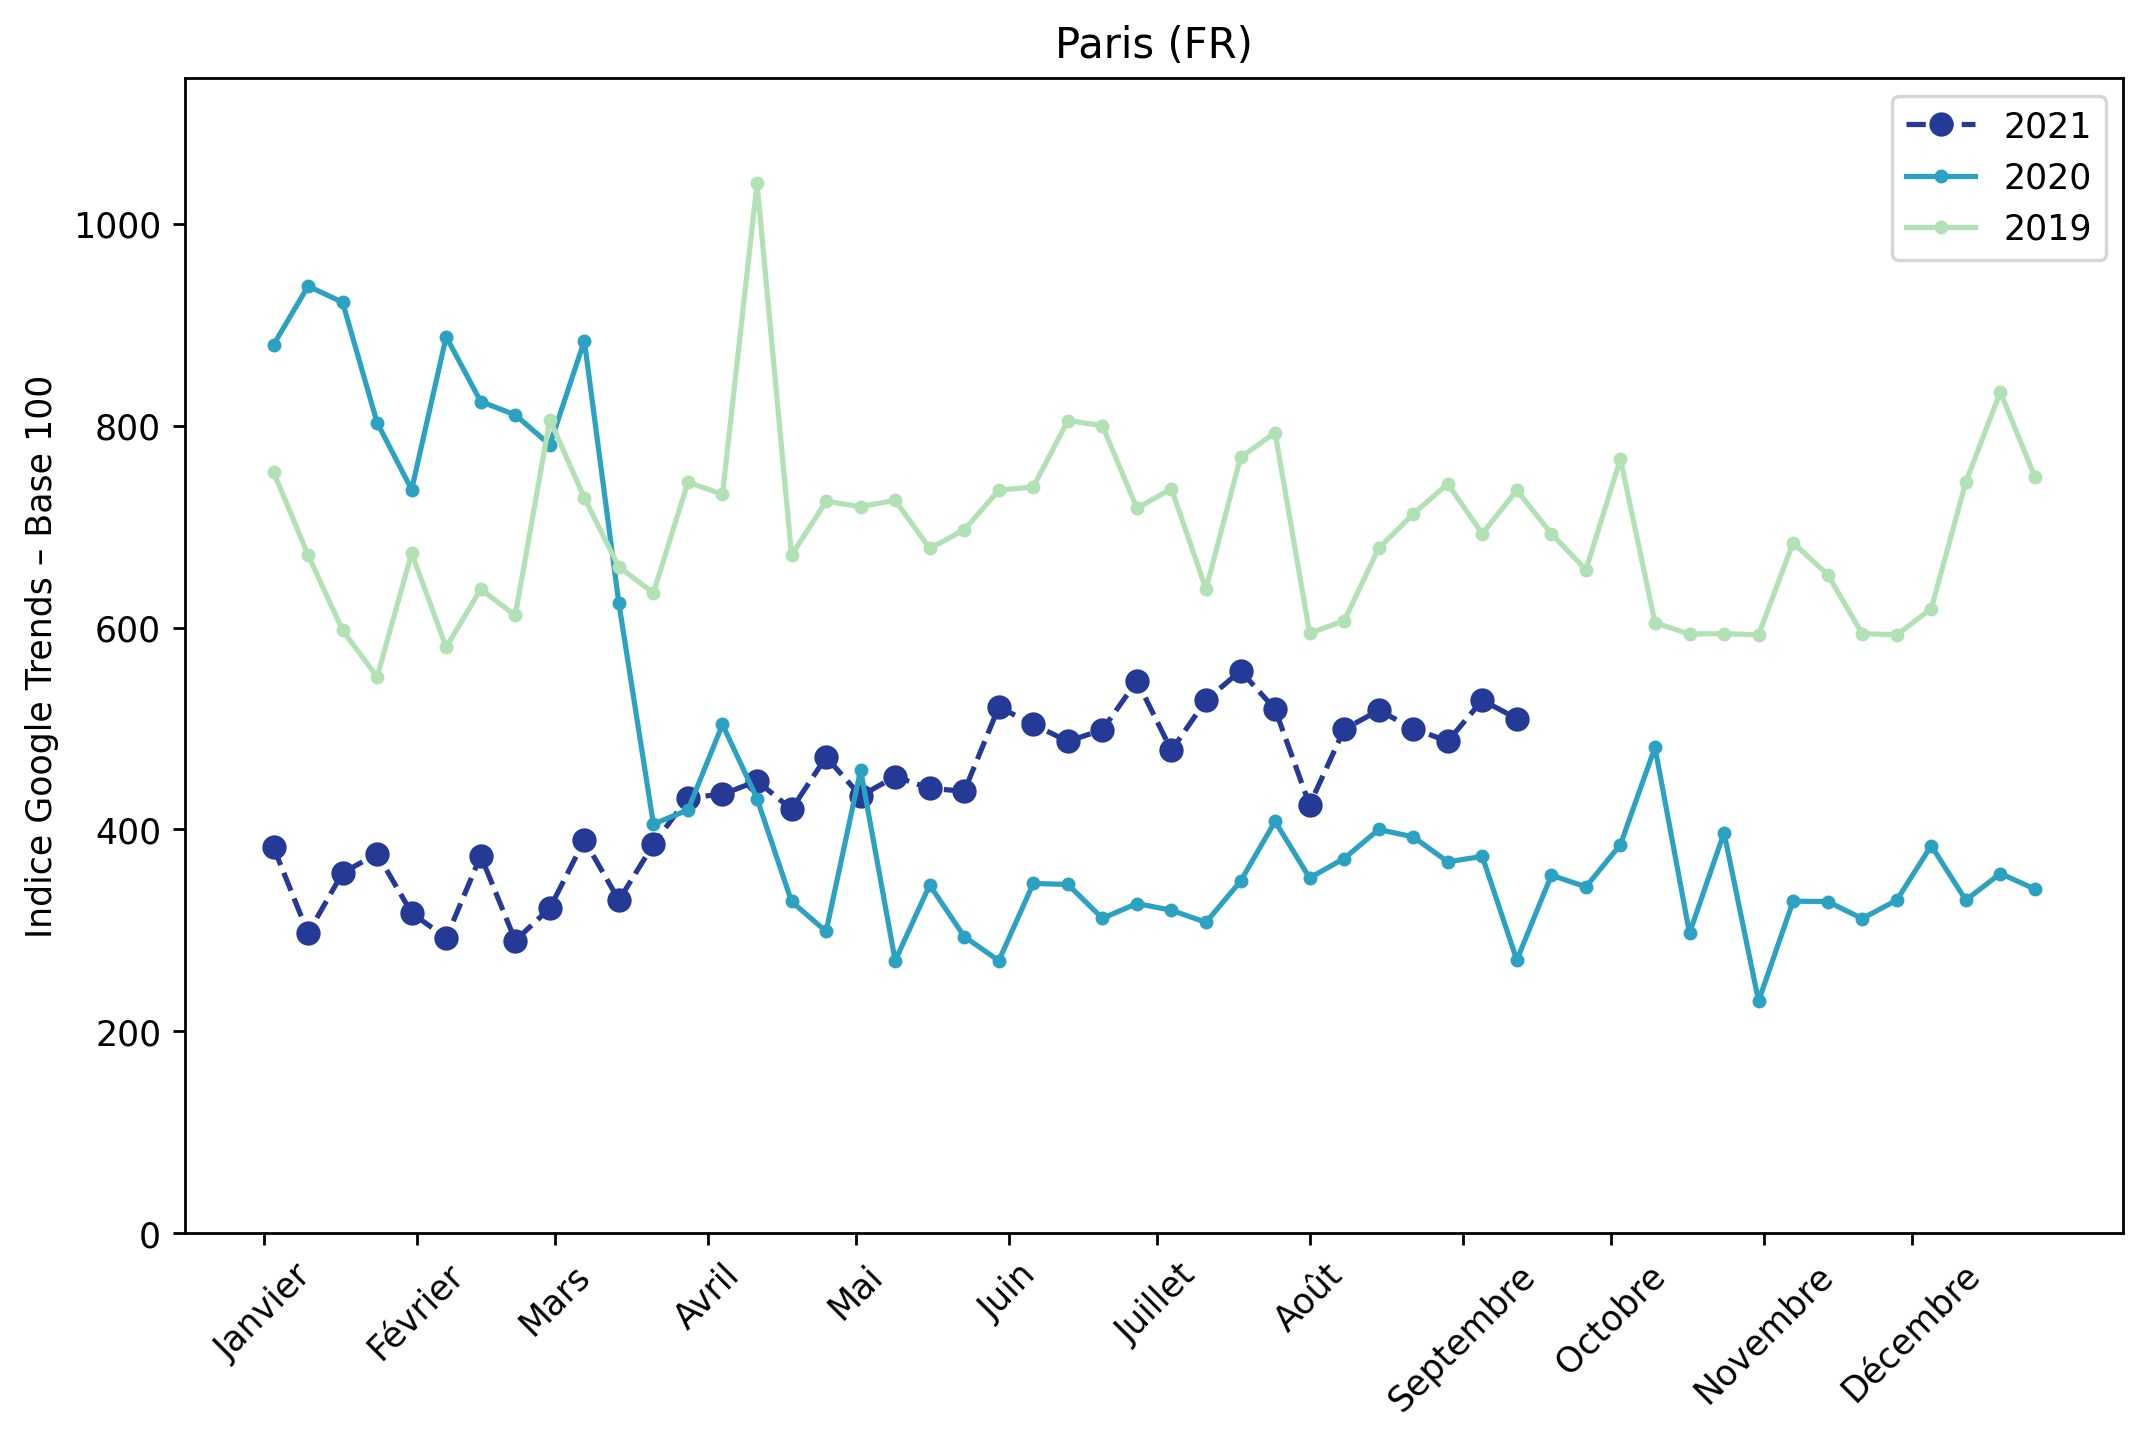 Paris (FR)
2021
2020
2019
Indice Google Trends – Base 100
1000
800
600
400
200
0
Janvier
Février
Mars
Avril
Mai
Juin
Juillet
Août
Septembre
Octobre
Novembre
Décembre